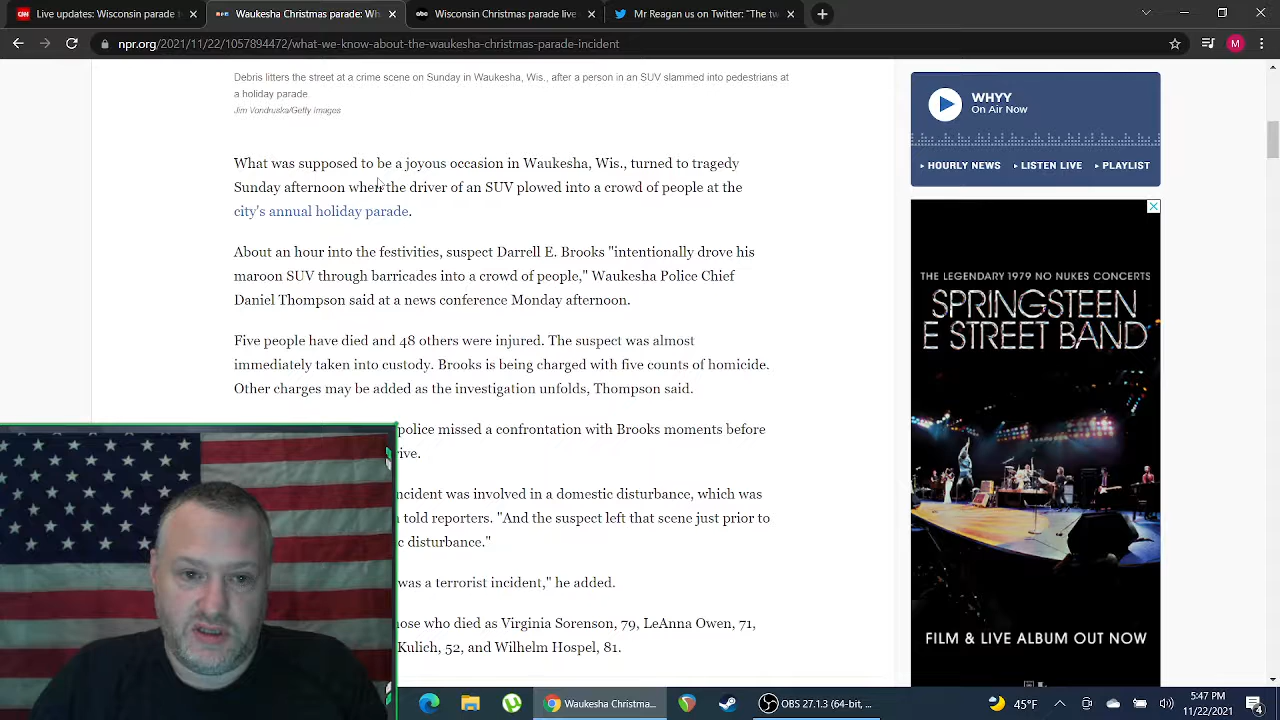 Live updates: Waukesha parade
Christmas Parade: Wh
Wisconsin Christmas parade live
Mr Reagan us on Twitter: "The tw
npr.org/2021/11/22/1057894472/what-we-know-about-the-waukesha-christmas-parade-incident
M
Debris litters the street at a crime scene on Sunday in Waukesha, Wis., after a person in an SUV slammed into pedestrians at
a holiday parade.
Jim Vondruska/Getty Images
What was supposed to be a joyous occasion in Waukesha, Wis., turned to tragedy
Sunday afternoon when the driver of an SUV plowed into a crowd of people at the
city's annual holiday parade.
About an hour into the festivities, suspect Darrell E. Brooks "intentionally drove his
maroon SUV through barricades into a crowd of people," Waukesha Police Chief
Daniel Thompson said at a news conference Monday afternoon.
Five people have died and 48 others were injured. The suspect was almost
immediately taken into custody. Brooks is being charged with five counts of homicide.
Other charges may be added as the investigation unfolds, Thompson said.
police missed a confrontation with Brooks moments before
ive.
ncident was involved in a domestic disturbance, which was
told reporters. "And the suspect left that scene just prior to
c disturbance."
was a terrorist incident," he added.
ose who died as Virginia Sorenson, 79, LeAnna Owen, 71,
Kulich, 52, and Wilhelm Hospel, 81.
WHYY
On Air Now
HOURLY NEWS
LISTEN LIVE
PLAYLIST
THE LEGENDARY 1979 NO NUKES CONCERTS
SPRINGSTEEN
E STREET BAND
FILM & LIVE ALBUM OUT NOW
Waukesha Christma...
OBS 27.1.3 (64-bit, ...
45°F
5:47 PM
11/22/2021